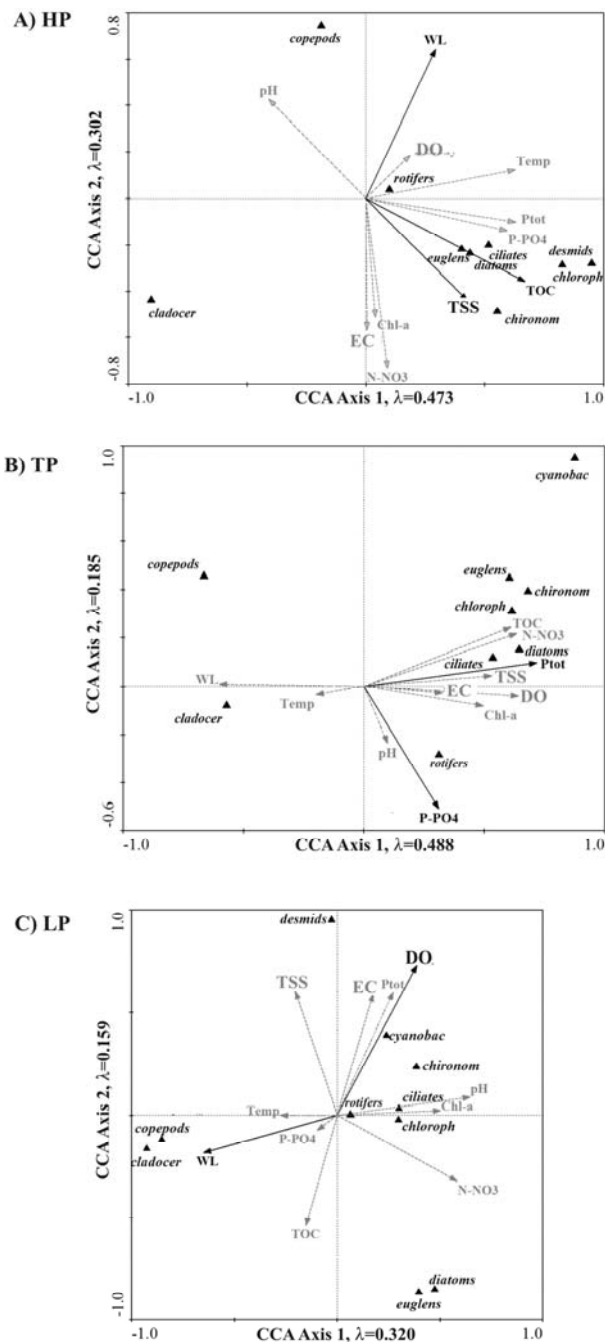 A) HP
0.8
copepods
WL
pH
DO
Temp
rotifers
Ptot
P-PO4
euglens
ciliates
desmids
diatoms
chloroph
TOC
TSS
cladocer
chironom
Chl-a
EC
N-NO3
-0.8
CCA Axis 2, λ=0.302
-1.0
CCA Axis 1, λ=0.473
1.0
B) TP
1.0
cyanobac
copepods
euglens
chironom
chloroph
TOC
N-NO3
diatoms
ciliates
Ptot
WL
TSS
Temp
EC
DO
cladocer
Chl-a
pH
rotifers
P-PO4
-0.6
CCA Axis 2, λ=0.185
-1.0
CCA Axis 1, λ=0.488
1.0
C) LP
1.0
desmids
DO
TSS
EC
Ptot
cyanobac
chironom
pH
rotifers
ciliates
Chl-a
Temp
chloroph
P-PO4
copepods
cladocer
WL
N-NO3
TOC
diatoms
euglens
-1.0
CCA Axis 2, λ=0.159
-1.0
CCA Axis 1, λ=0.320
1.0